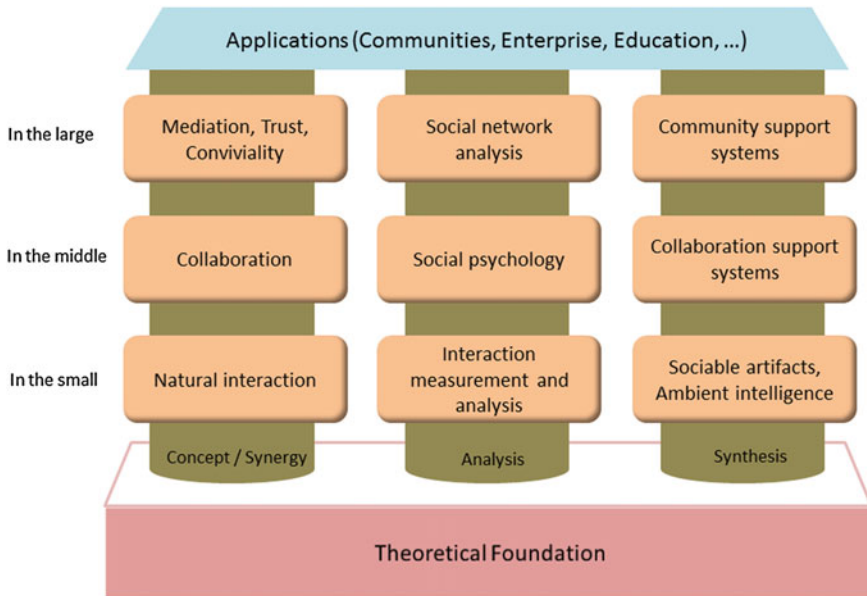 Applications (Communities, Enterprise, Education, ...)
In the large
Mediation, Trust,
Conviviality
Social network
analysis
Community support
systems
In the middle
Collaboration
Social psychology
Collaboration support
systems
In the small
Natural interaction
Interaction
measurement and
analysis
Sociable artifacts,
Ambient intelligence
Concept / Synergy
Analysis
Synthesis
Theoretical Foundation